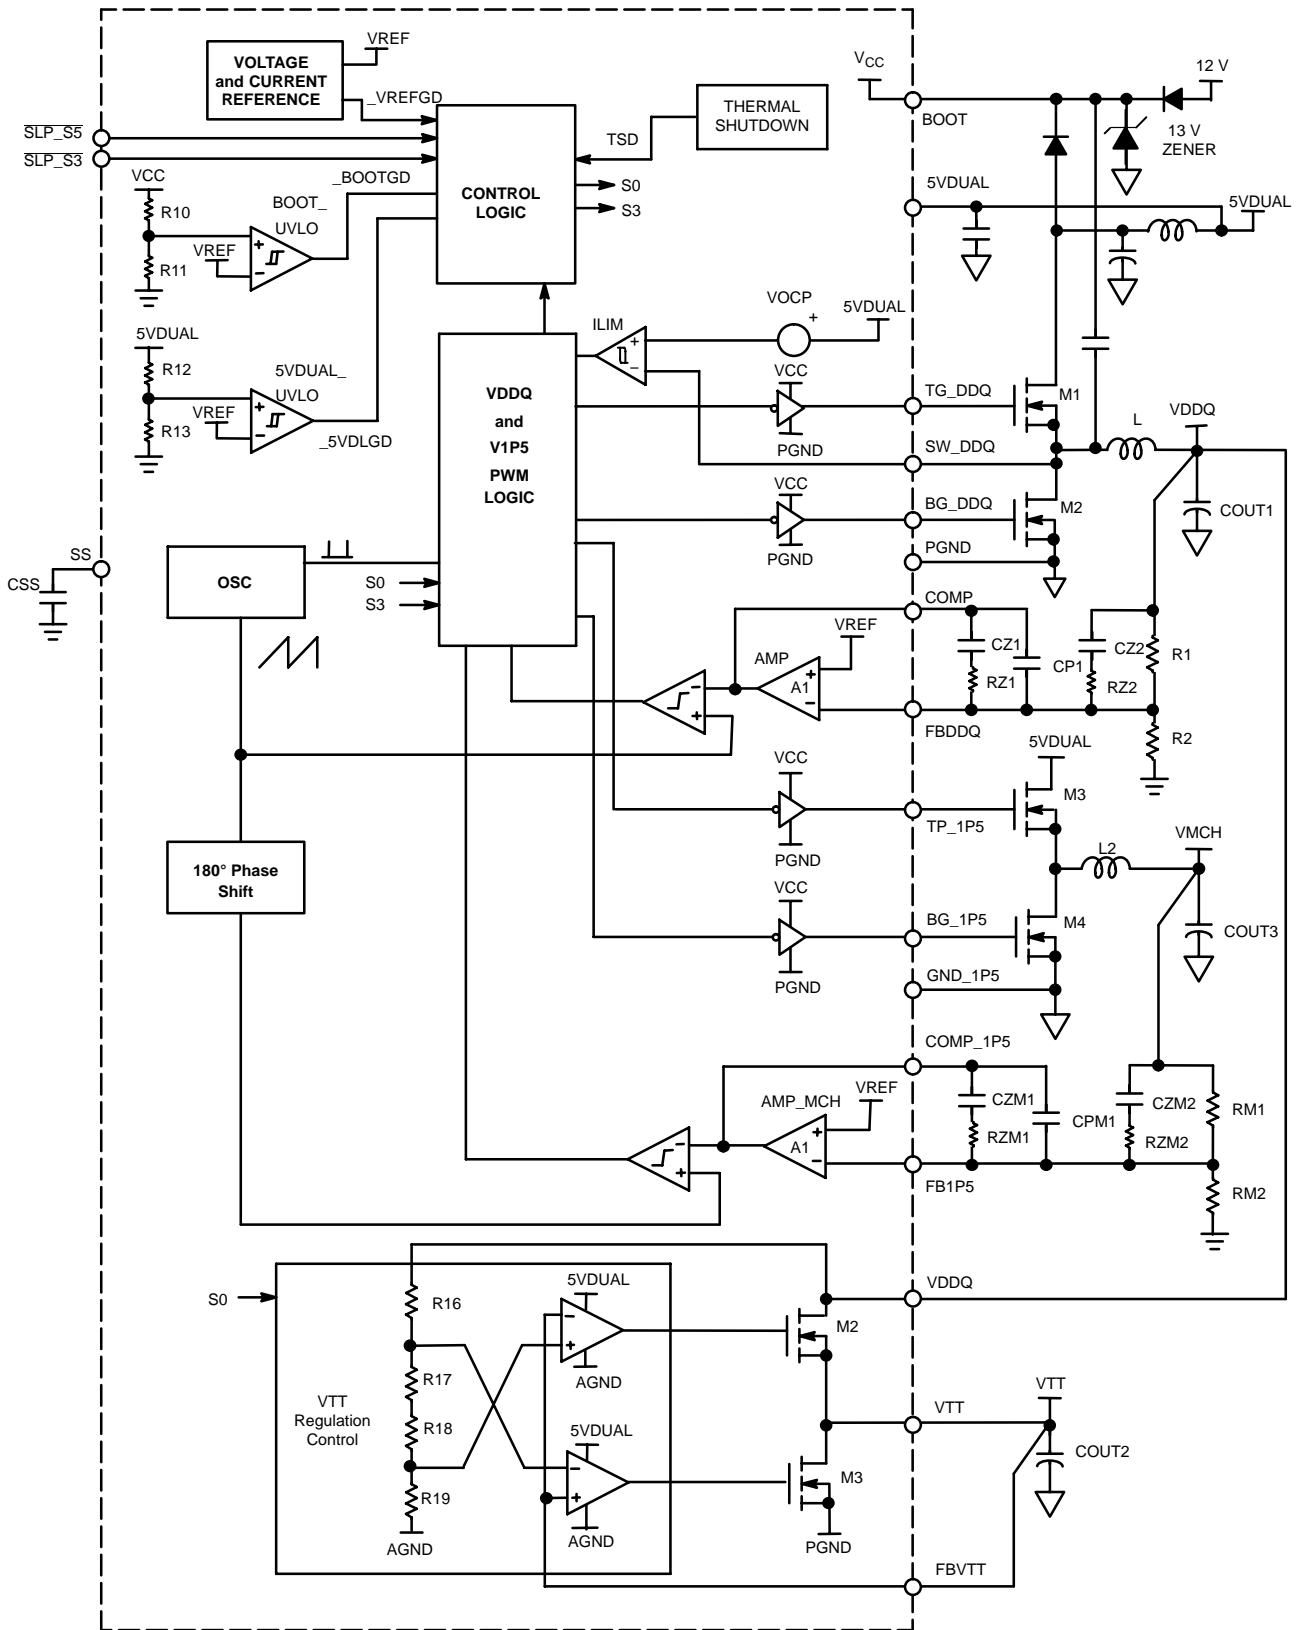 VREF
VOLTAGE
and CURRENT
REFERENCE
_VREFGD
SLP_S5
SLP_S3
THERMAL
SHUTDOWN
TSD
CONTROL
LOGIC
S0
S3
VCC
12 V
BOOT
13 V
ZENER
VCC
R10
R11
VREF
BOOT_
UVLO
_BOOTGD
+
−
5VDUAL
5VDUAL
5VDUAL
R12
R13
VREF
5VDUAL_
UVLO
_5VDLGD
+
−
ILIM
+
−
VOCP
+
5VDUAL
VDDQ
and
V1P5
PWM
LOGIC
VCC
PGND
TG_DDQ
M1
L
VDDQ
SW_DDQ
VCC
PGND
BG_DDQ
M2
COUT1
PGND
SS
CSS
OSC
S0
S3
COMP
VREF
AMP
A1
+
−
−
+
CZ1
RZ1
CP1
CZ2
RZ2
R1
FBDDQ
R2
5VDUAL
VCC
PGND
TP_1P5
M3
180° Phase
Shift
L2
VMCH
VCC
PGND
BG_1P5
M4
COUT3
GND_1P5
COMP_1P5
VREF
AMP_MCH
A1
+
−
−
+
CZM1
RZM1
CPM1
CZM2
RZM2
RM1
FB1P5
RM2
S0
VTT
Regulation
Control
R16
R17
R18
R19
AGND
5VDUAL
−
+
AGND
5VDUAL
−
+
AGND
M2
M3
PGND
VDDQ
VTT
VTT
COUT2
FBVTT